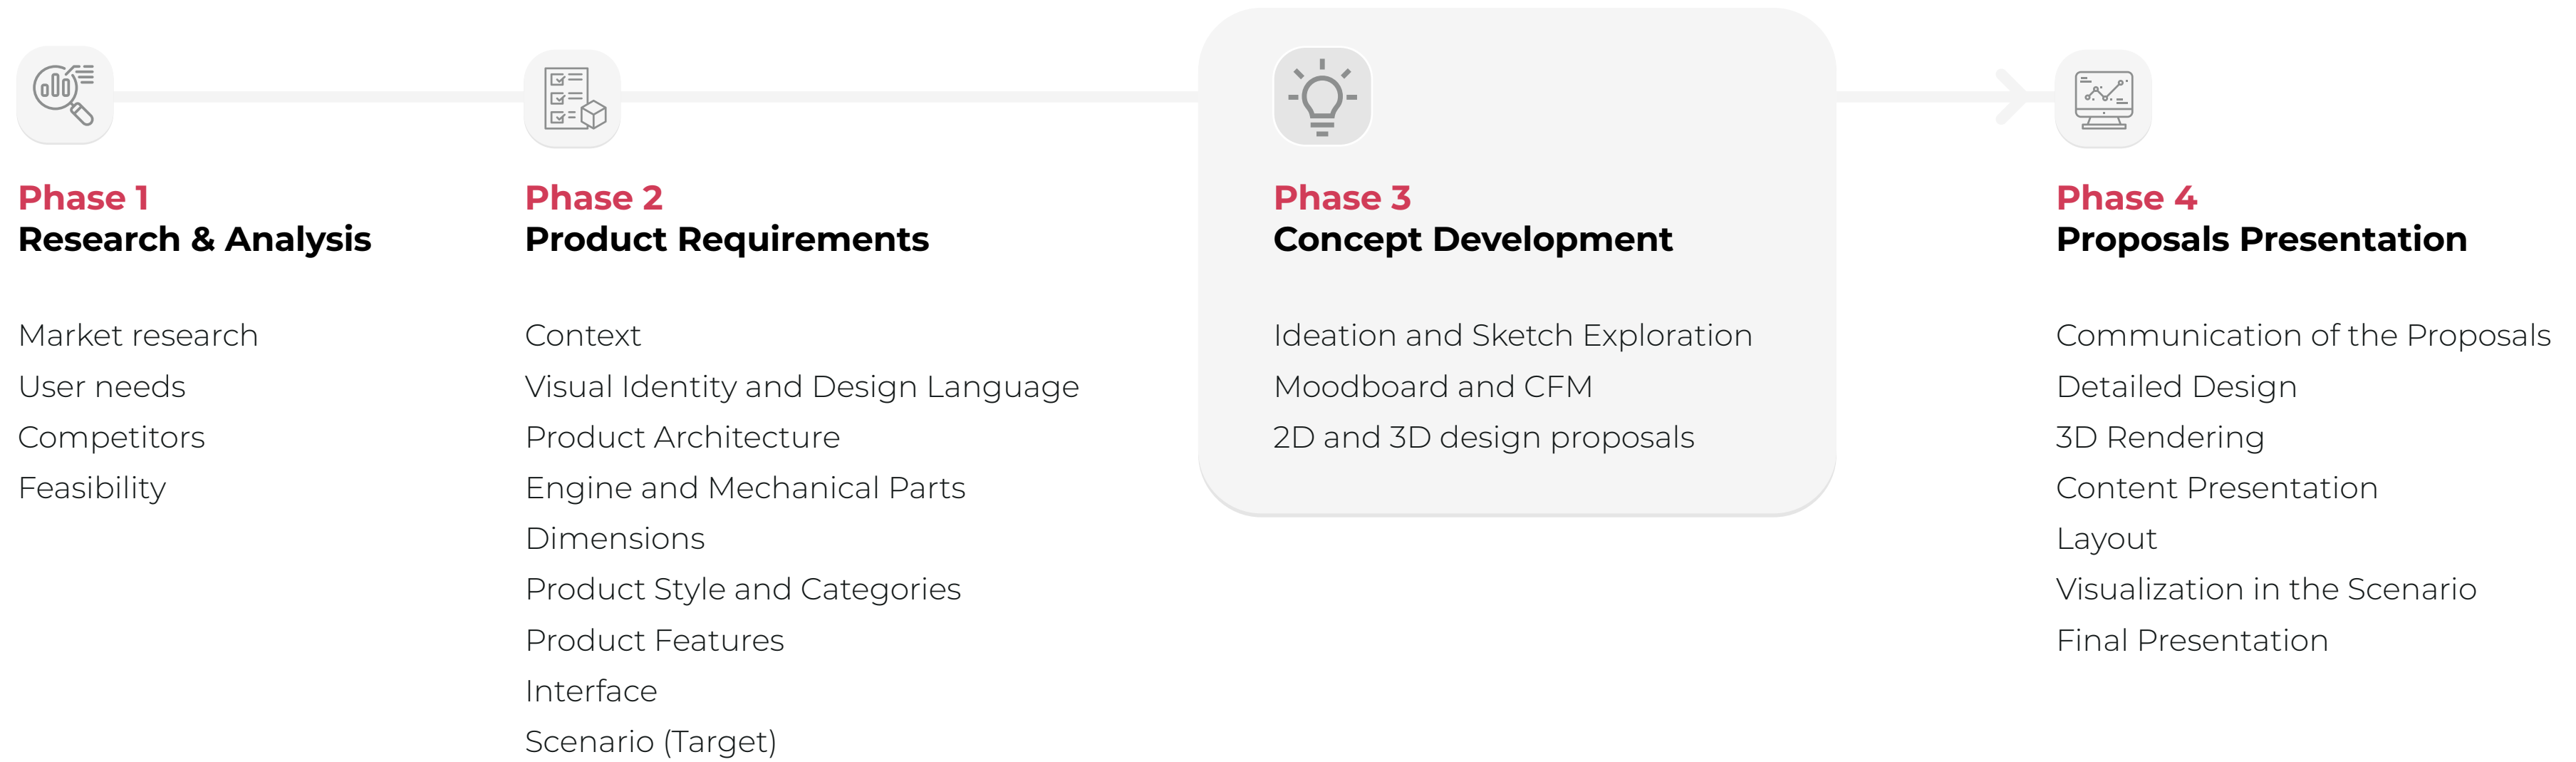 Phase 1
Research & Analysis
Market research
User needs
Competitors
Feasibility
Phase 2
Product Requirements
Context
Visual Identity and Design Language
Product Architecture
Engine and Mechanical Parts
Dimensions
Product Style and Categories
Product Features
Interface
Scenario (Target)
Phase 3
Concept Development
Ideation and Sketch Exploration
Moodboard and CFM
2D and 3D design proposals
Phase 4
Proposals Presentation
Communication of the Proposals
Detailed Design
3D Rendering
Content Presentation
Layout
Visualization in the Scenario
Final Presentation